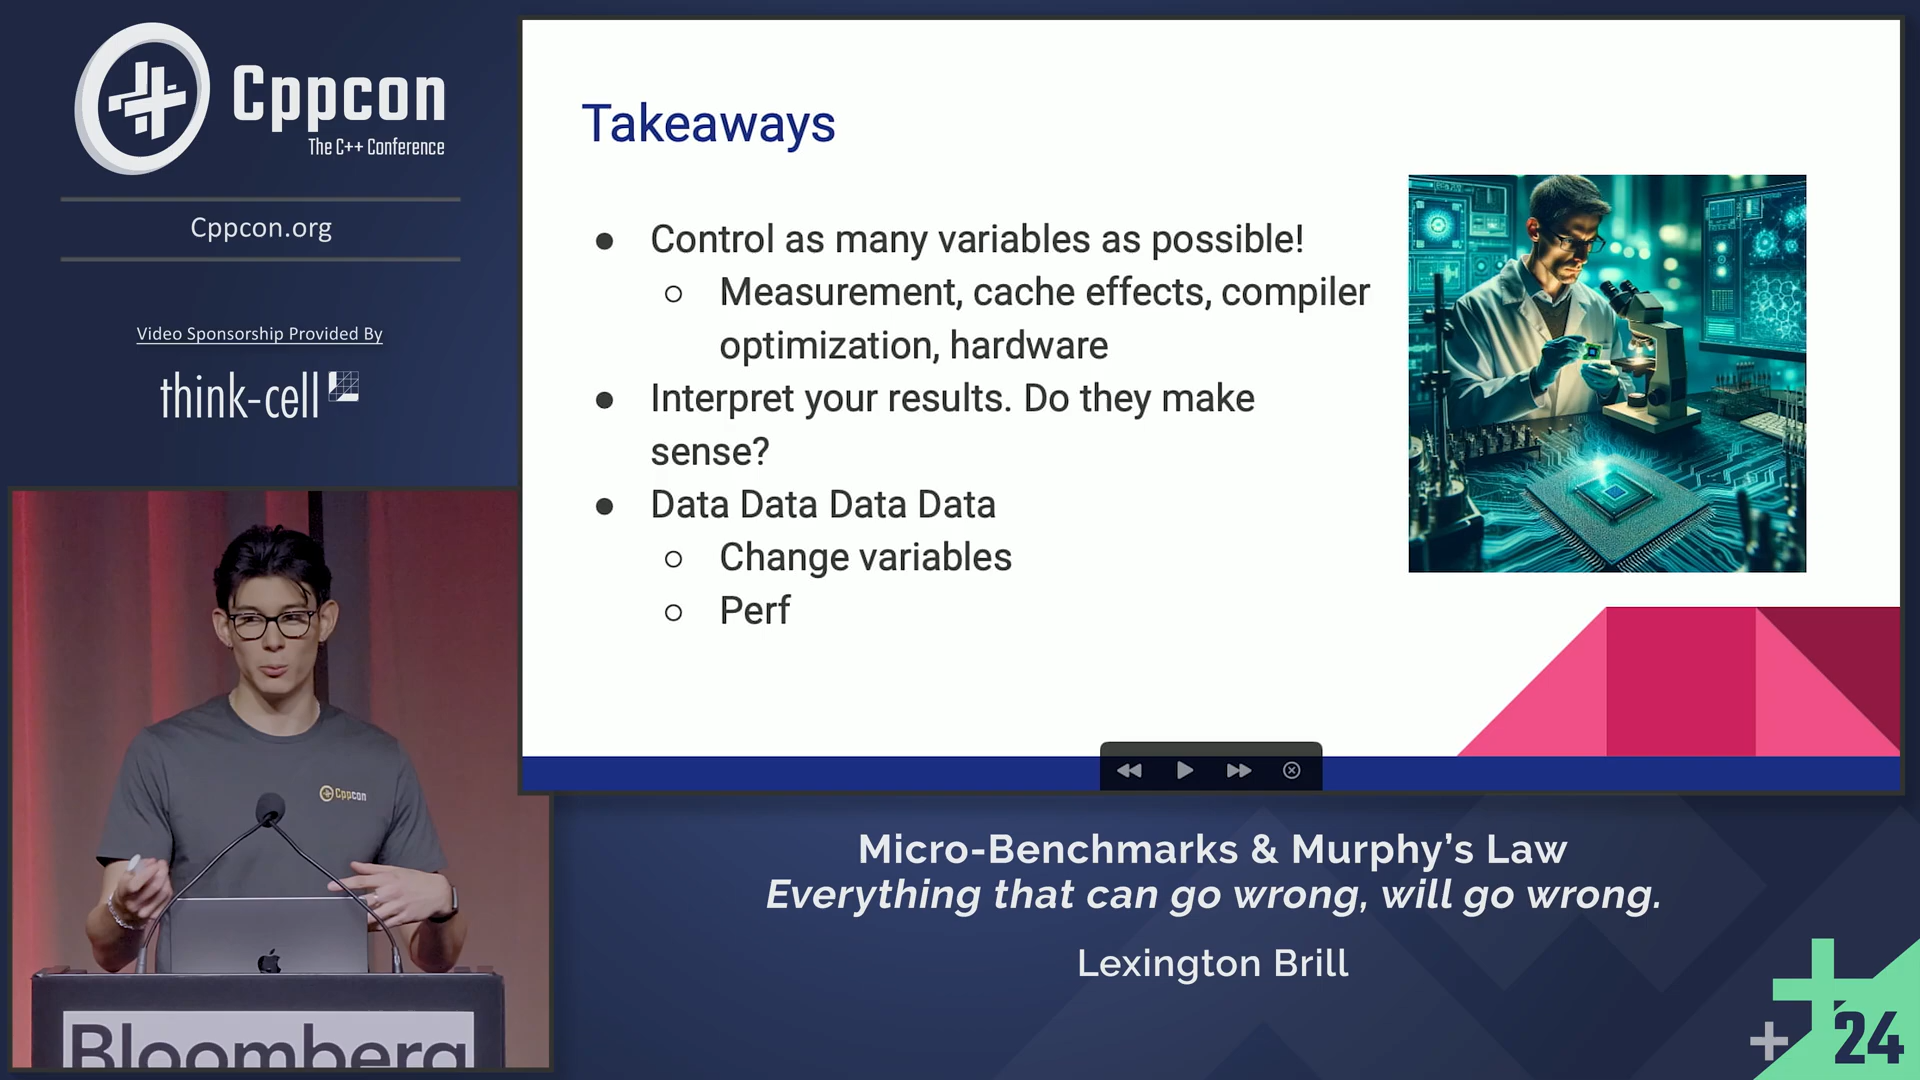 Cppcon
The C++ Conference
Cppcon.org
Video Sponsorship Provided By
think-cell
Takeaways
● Control as many variables as possible!
○ Measurement, cache effects, compiler
optimization, hardware
● Interpret your results. Do they make
sense?
● Data Data Data Data
○ Change variables
○ Perf
Cppcon
Bloomberg
Micro-Benchmarks & Murphy’s Law
Everything that can go wrong, will go wrong.
Lexington Brill
24